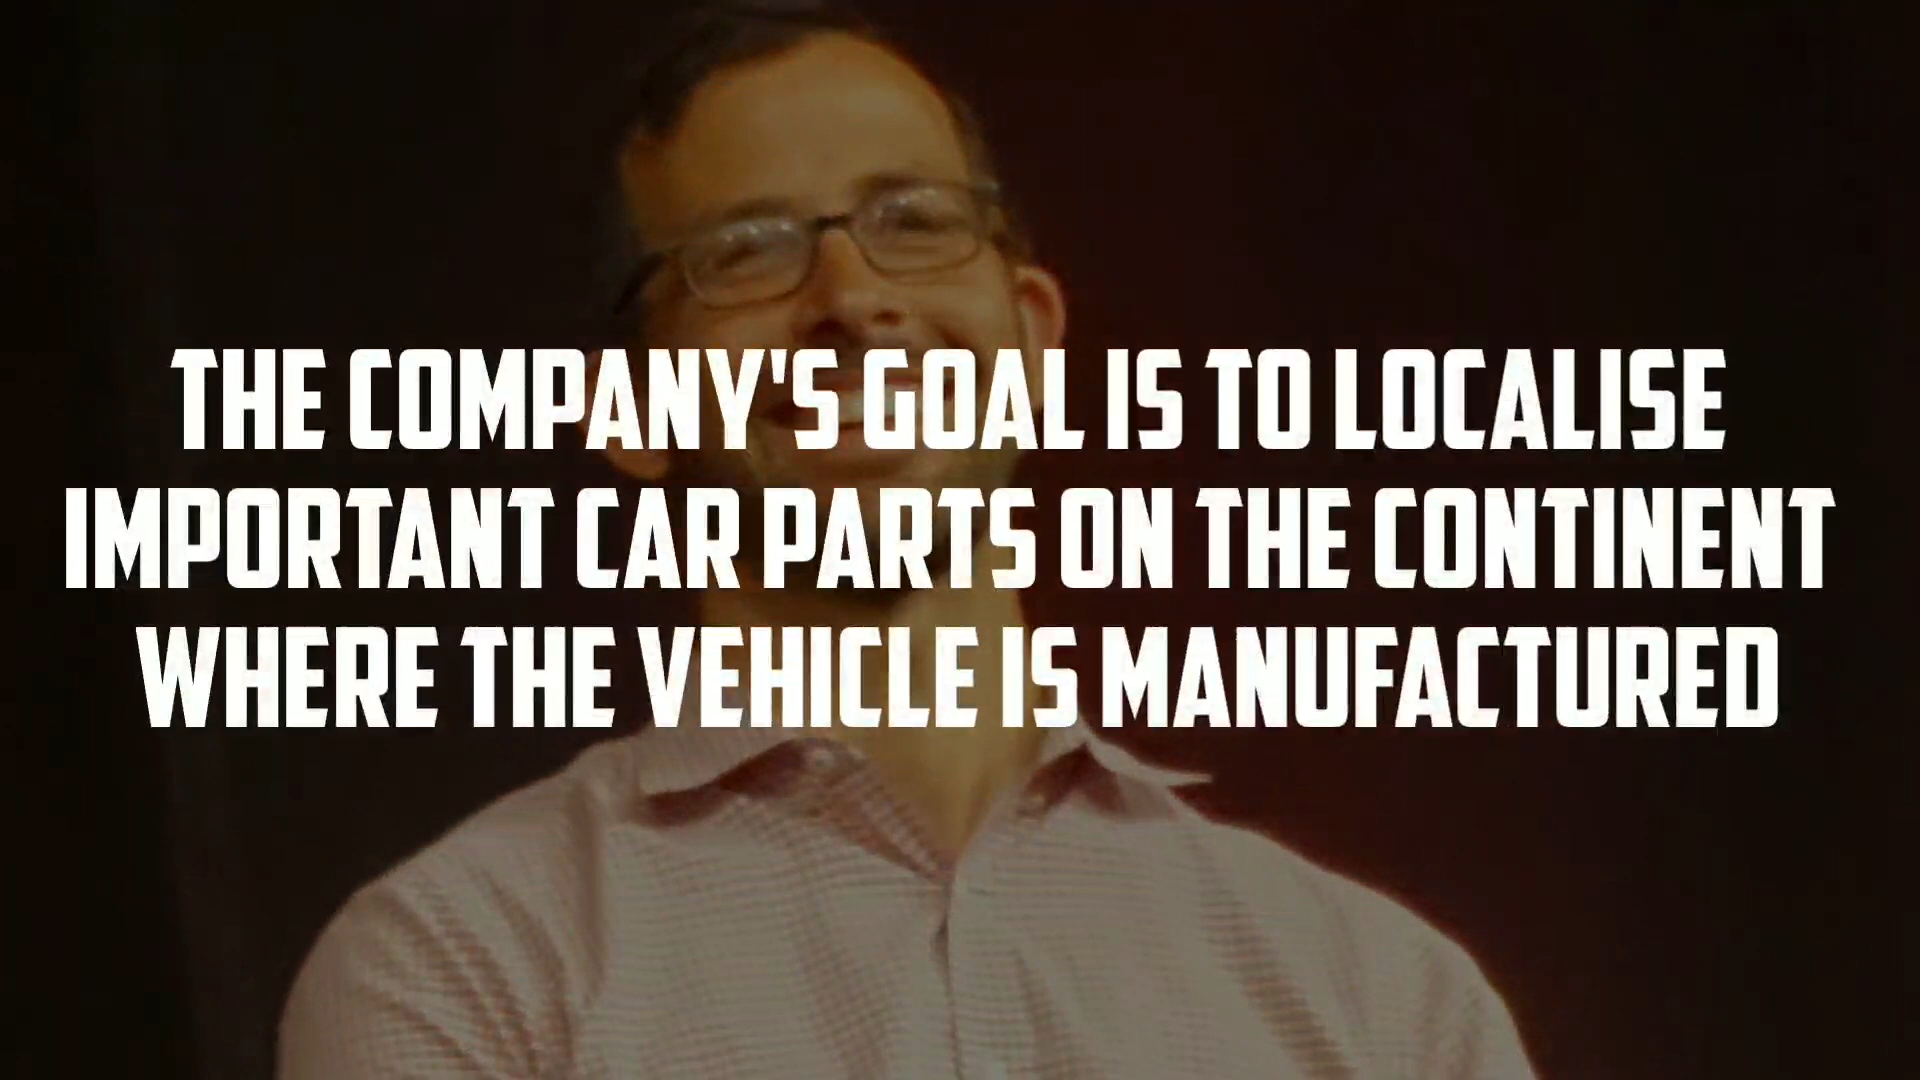 THE COMPANY'S GOAL IS TO LOCALISE
IMPORTANT CAR PARTS ON THE CONTINENT
WHERE THE VEHICLE IS MANUFACTURED